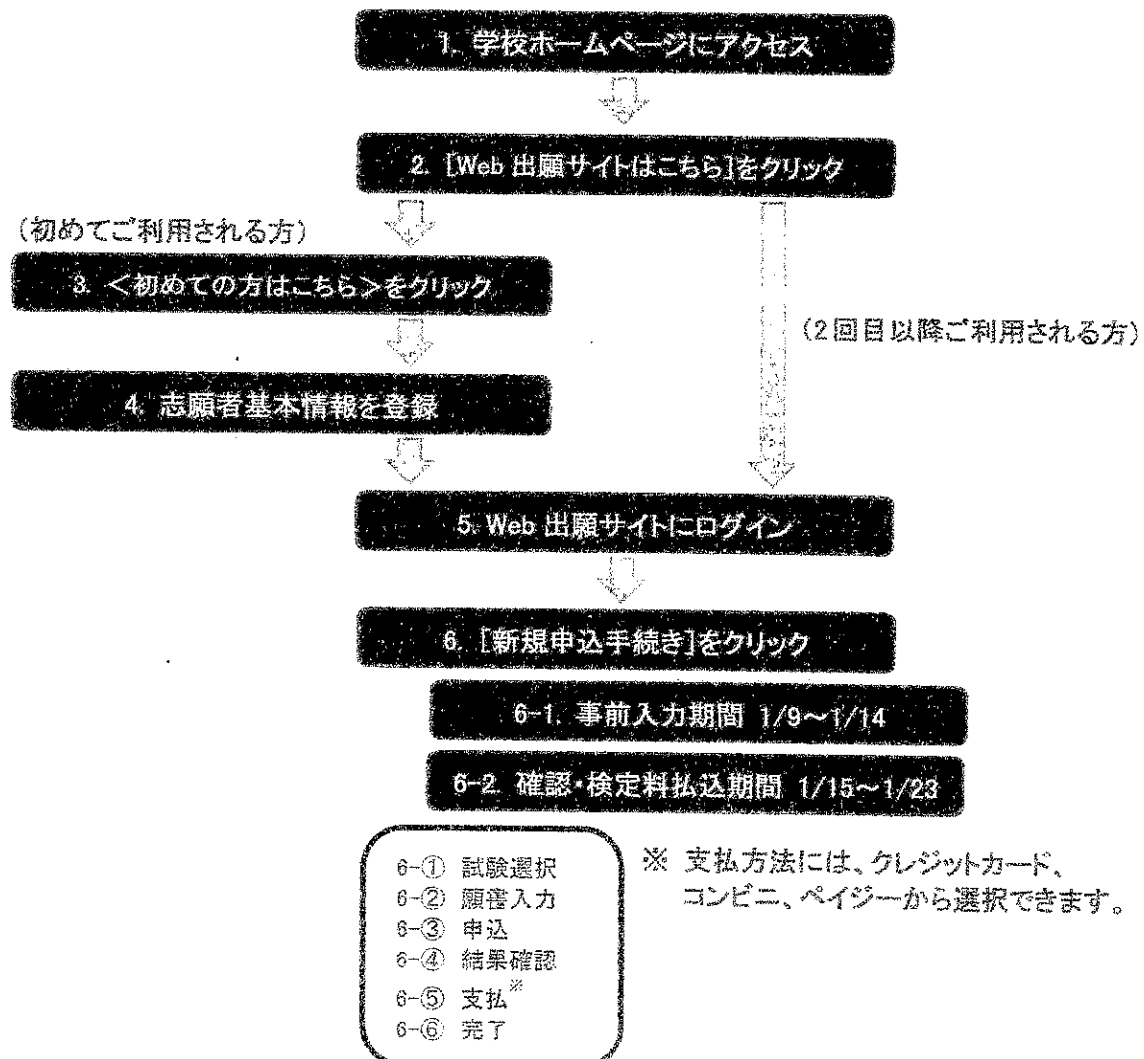 1. 学校ホームページにアクセス
2. [Web 出願サイトはこちら]をクリック
(初めてご利用される方)
3. <初めての方はこちら>をクリック
(2回目以降ご利用される方)
4. 志願者基本情報を登録
5. Web 出願サイトにログイン
6. [新規申込手続き]をクリック
6-1. 事前入力期間 1/9~1/14
6-2. 確認・検定料払込期間 1/15~1/23
6-① 試験選択
6-② 願書入力
6-③ 申込
6-④ 結果確認
6-⑤ 支払※
6-⑥ 完了
※ 支払方法には、クレジットカード、
コンビニ、ペイジーから選択できます。